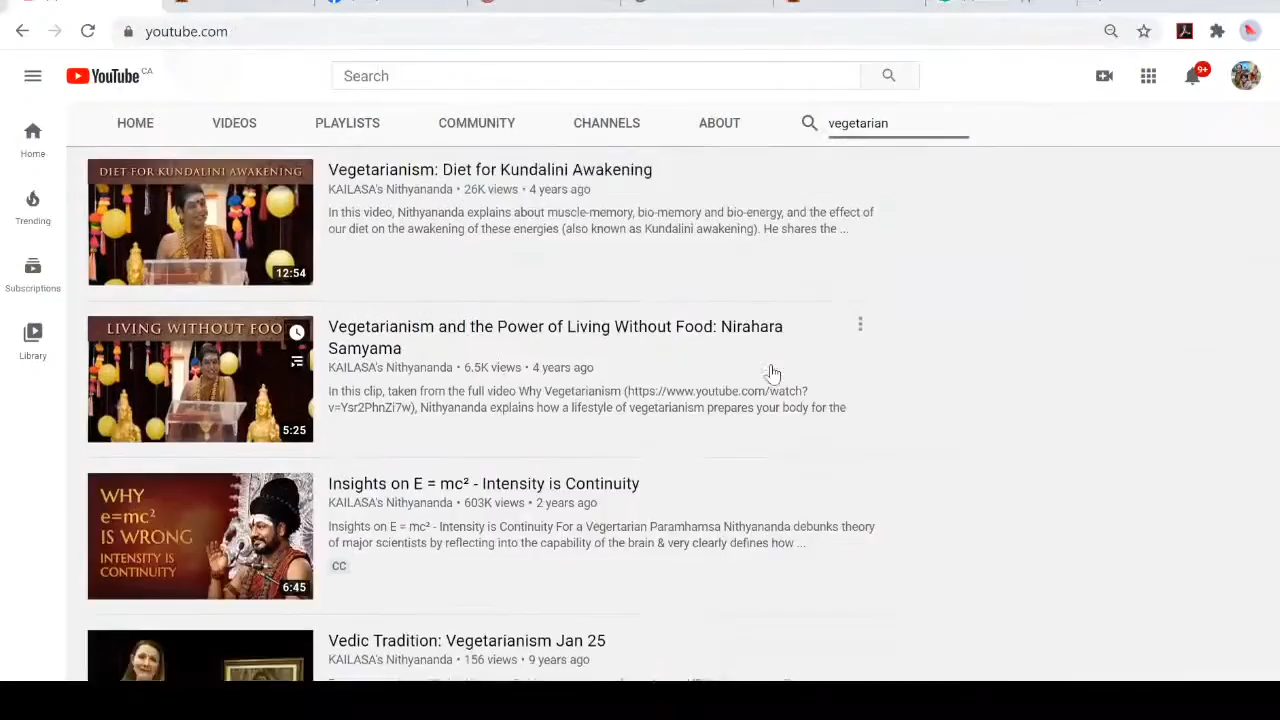 youtube.com
YouTube CA
Search
9+
HOME VIDEOS PLAYLISTS COMMUNITY CHANNELS ABOUT vegetarian
Home
Trending
Subscriptions
Library
DIET FOR KUNDALINI AWAKENING
12:54
Vegetarianism: Diet for Kundalini Awakening
KAILASA's Nithyananda • 26K views • 4 years ago
In this video, Nithyananda explains about muscle-memory, bio-memory and bio-energy, and the effect of
our diet on the awakening of these energies (also known as Kundalini awakening). He shares the ...
LIVING WITHOUT FOO
5:25
Vegetarianism and the Power of Living Without Food: Nirahara
Samyama
KAILASA's Nithyananda • 6.5K views • 4 years ago
In this clip, taken from the full video Why Vegetarianism (https://www.youtube.com/watch?
v=Ysr2PhnZi7w), Nithyananda explains how a lifestyle of vegetarianism prepares your body for the
WHY
e=mc²
IS WRONG
INTENSITY IS
CONTINUITY
6:45
Insights on E = mc² - Intensity is Continuity
KAILASA's Nithyananda • 603K views • 2 years ago
Insights on E = mc² - Intensity is Continuity For a Vegertarian Paramhamsa Nithyananda debunks theory
of major scientists by reflecting into the capability of the brain & very clearly defines how ...
CC
Vedic Tradition: Vegetarianism Jan 25
KAILASA's Nithyananda • 156 views • 9 years ago